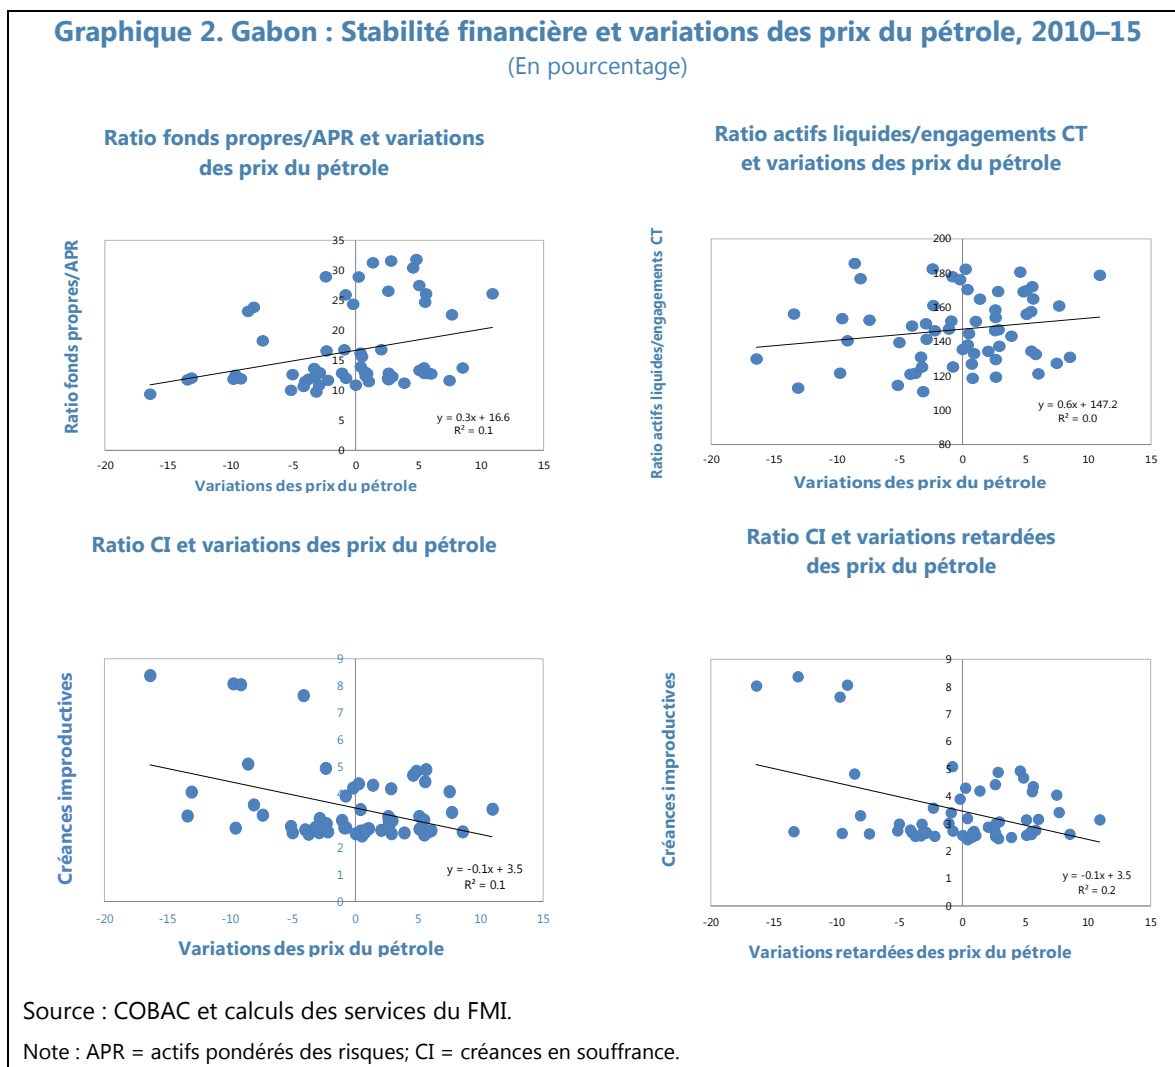 Graphique 2. Gabon : Stabilité financière et variations des prix du pétrole, 2010–15
(En pourcentage)
Ratio fonds propres/APR et variations
des prix du pétrole
Ratio fonds propres/APR
35
30
25
20
15
10
5
0
y = 0.3x + 16.6
R² = 0.1
-20 -15 -10 -5 0 5 10 15
Variations des prix du pétrole
Ratio actifs liquides/engagements CT
et variations des prix du pétrole
Ratio actifs liquides/engagements CT
200
180
160
140
120
100
80
y = 0.6x + 147.2
R² = 0.0
-20 -15 -10 -5 0 5 10 15
Variations des prix du pétrole
Ratio CI et variations des prix du pétrole
Créances improductives
9
8
7
6
5
4
3
2
1
0
y = -0.1x + 3.5
R² = 0.1
-20 -15 -10 -5 0 5 10 15
Variations des prix du pétrole
Ratio CI et variations retardées
des prix du pétrole
Créances improductives
9
8
7
6
5
4
3
2
1
0
y = -0.1x + 3.5
R² = 0.2
-20 -15 -10 -5 0 5 10 15
Variations retardées des prix du pétrole
Source : COBAC et calculs des services du FMI.
Note : APR = actifs pondérés des risques; CI = créances en souffrance.